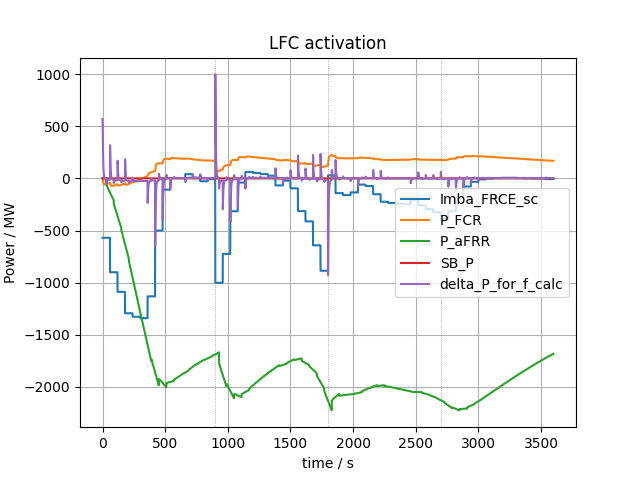 LFC activation
1000
500
0
−500
−1000
−1500
−2000
Power / MW
Imba_FRCE_sc
P_FCR
P_aFRR
SB_P
delta_P_for_f_calc
0 500 1000 1500 2000 2500 3000 3500
time / s